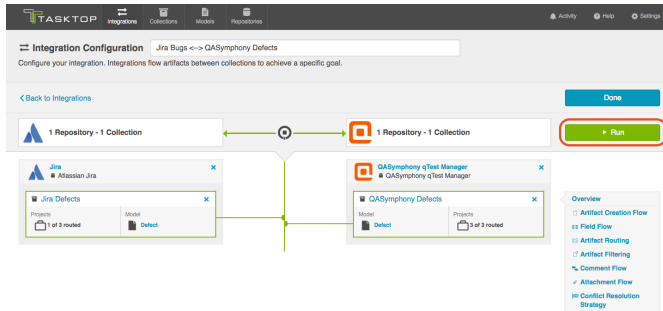 TASKTOP
Integrations
Collections
Models
Repositories
Activity
Help
Settings
Integration Configuration
Jira Bugs <--> QASymphony Defects
Configure your integration. Integrations flow artifacts between collections to achieve a specific goal.
Back to Integrations
Done
1 Repository - 1 Collection
1 Repository - 1 Collection
Run
Jira
Atlassian Jira
QASymphony qTest Manager
QASymphony qTest Manager
Jira Defects
Projects
Model
1 of 3 routed
Defect
QASymphony Defects
Model
Projects
Defect
3 of 3 routed
Overview
Artifact Creation Flow
Field Flow
Artifact Routing
Artifact Filtering
Comment Flow
Attachment Flow
Conflict Resolution
Strategy